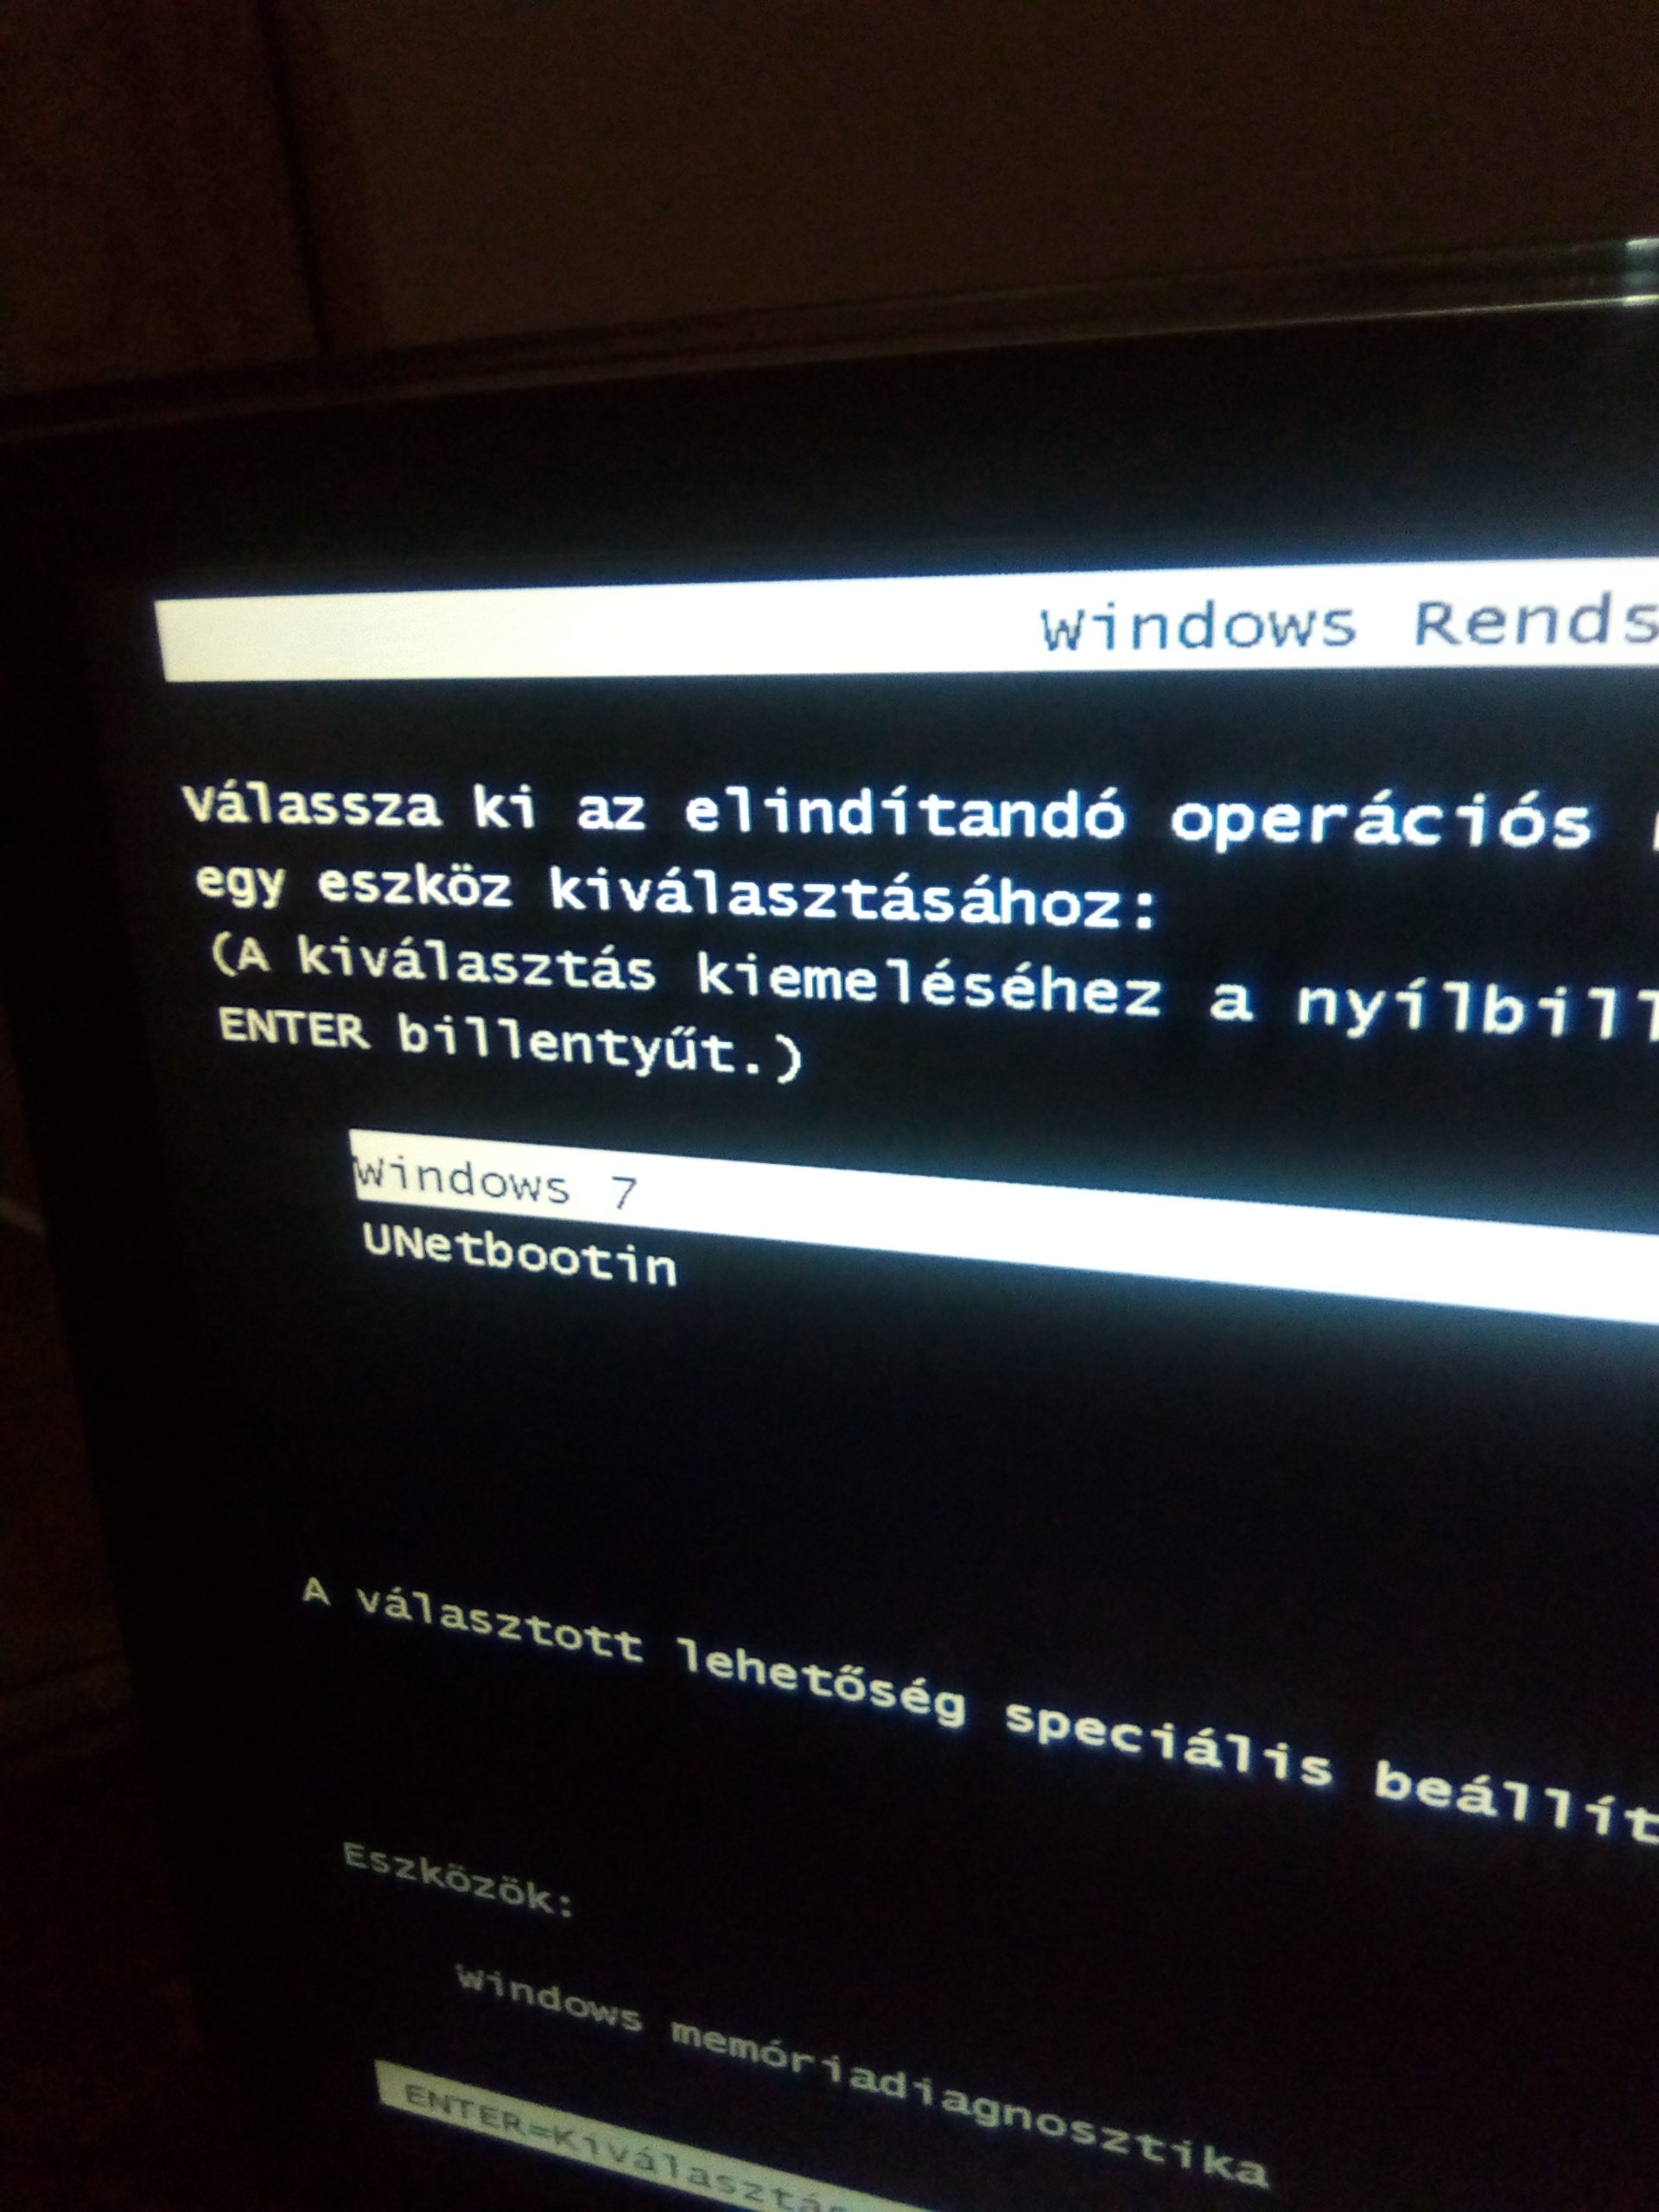 Windows Rends
Válassza ki az elindítandó operációs
egy eszköz kiválasztásához:
(A kiválasztás kiemeléséhez a nyílbill
ENTER billentyűt.)
Windows 7
UNetbootin
A választott lehetőség speciális beállít
Eszközök:
Windows memóriadiagnosztika
ENTER=Kiválasztás